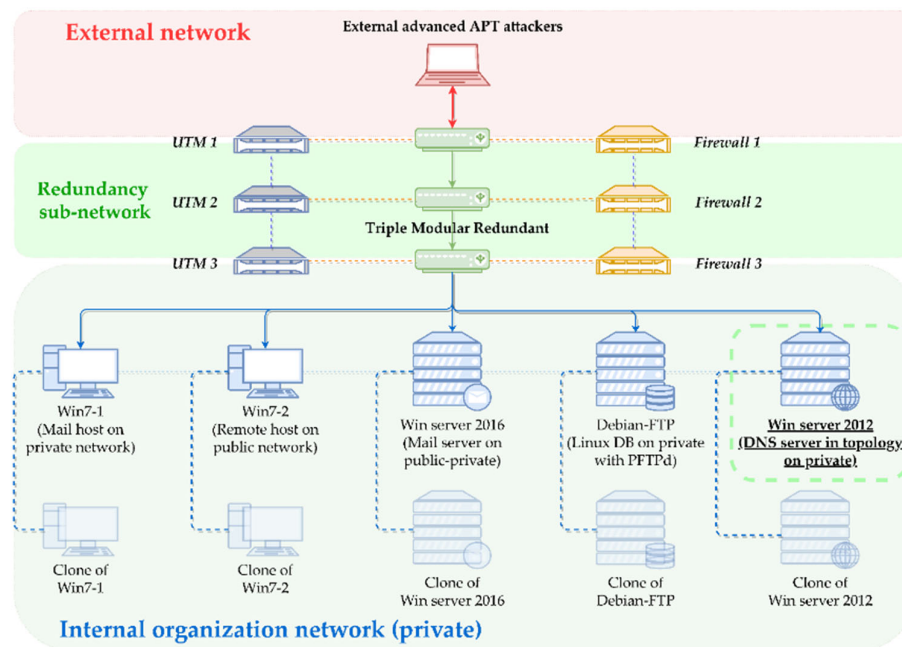 External network
External advanced APT attackers
UTM 1
Firewall 1
Redundancy
sub-network
UTM 2
Firewall 2
Triple Modular Redundant
UTM 3
Firewall 3
Win7-1
(Mail host on
private network)
Win7-2
(Remote host on
public network)
Win server 2016
(Mail server on
public-private)
Debian-FTP
(Linux DB on private
with PFTPd)
Win server 2012
(DNS server in topology
on private)
Clone of
Win7-1
Clone of
Win7-2
Clone of
Win server 2016
Clone of
Debian-FTP
Clone of
Win server 2012
Internal organization network (private)